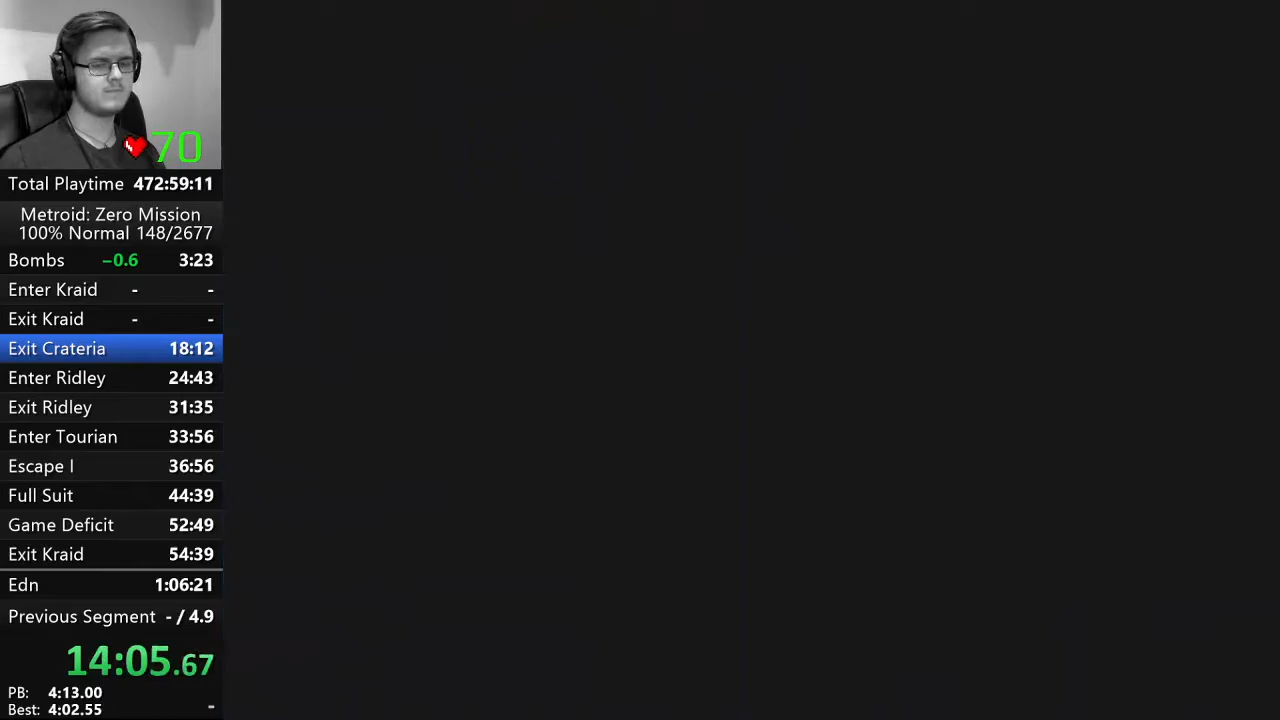 70
Total Playtime 472:59:11
Metroid: Zero Mission
100% Normal 148/2677
Bombs −0.6 3:23
Enter Kraid - -
Exit Kraid - -
Exit Crateria 18:12
Enter Ridley 24:43
Exit Ridley 31:35
Enter Tourian 33:56
Escape I 36:56
Full Suit 44:39
Game Deficit 52:49
Exit Kraid 54:39
Edn 1:06:21
Previous Segment - / 4.9
14:05.67
PB: 4:13.00
Best: 4:02.55 -